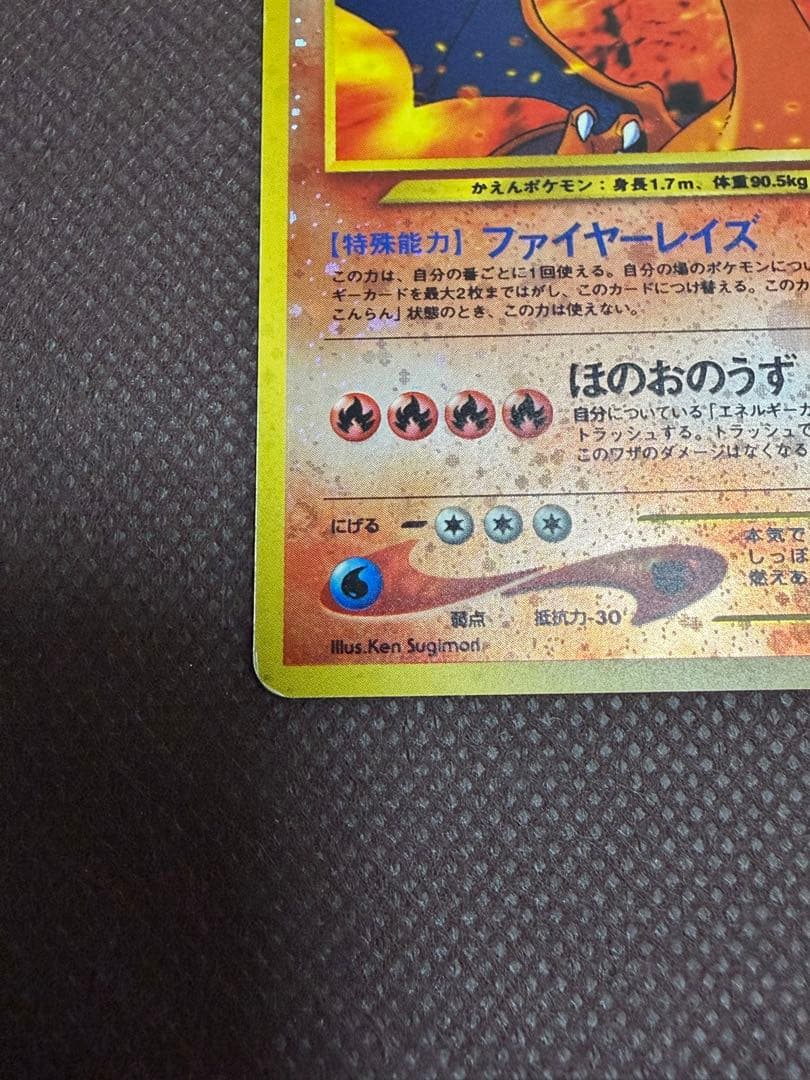 かえんポケモン：身長1.7m、体重90.5kg
【特殊能力】 ファイヤーレイズ
この力は、自分の番ごとに1回使える。自分の場のポケモンについ
ギーカードを最大2枚まではがし、このカードにつけ替える。このカ
こんらん」状態のとき、この力は使えない。
ほのおのうず
自分についている「エネルギーカ
トラッシュする。トラッシュで
このワザのダメージはなくなる
にげる
本気で
しっぽ
燃えあ
弱点 抵抗力-30
Illus.Ken Sugimori